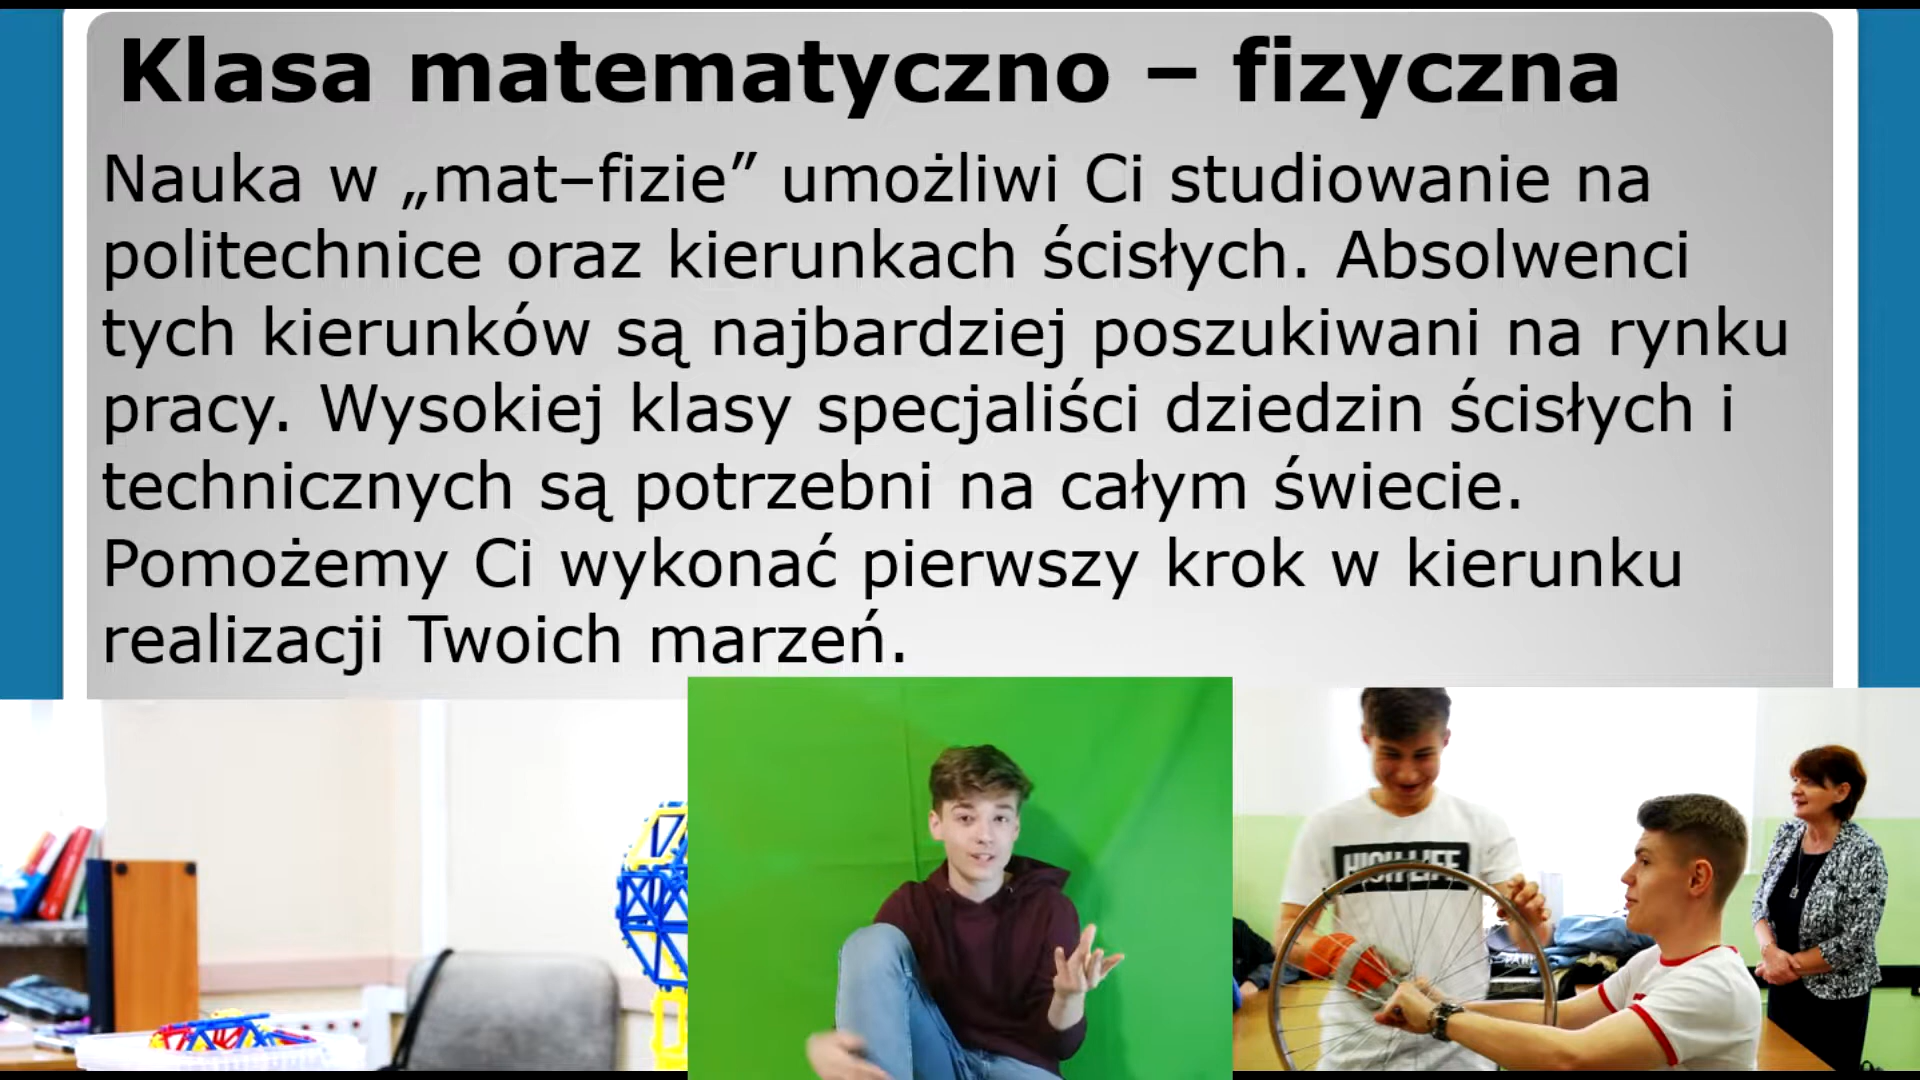 Klasa matematyczno – fizyczna
Nauka w „mat–fizie” umożliwi Ci studiowanie na
politechnice oraz kierunkach ścisłych. Absolwenci
tych kierunków są najbardziej poszukiwani na rynku
pracy. Wysokiej klasy specjaliści dziedzin ścisłych i
technicznych są potrzebni na całym świecie.
Pomożemy Ci wykonać pierwszy krok w kierunku
realizacji Twoich marzeń.
HIGH LIFE